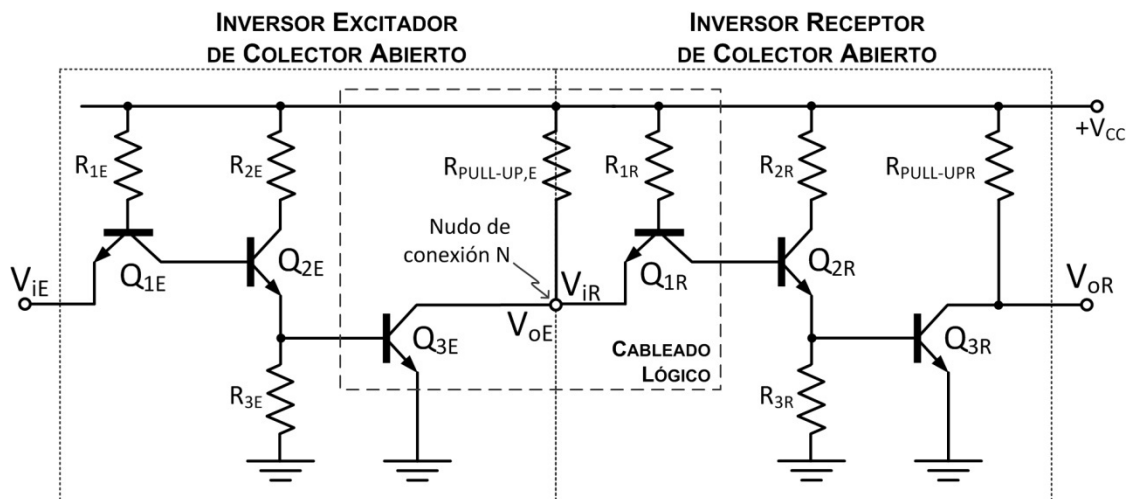 INVERSOR EXCITADOR
DE COLECTOR ABIERTO
INVERSOR RECEPTOR
DE COLECTOR ABIERTO
+VCC
R1E
R2E
RPULL-UP,E
R1R
R2R
RPULL-UPR
Nudo de
conexión N
Q1E
Q2E
Q1R
Q2R
ViE
ViR
VoE
VoR
Q3E
Q3R
CABLEADO
LÓGICO
R3E
R3R